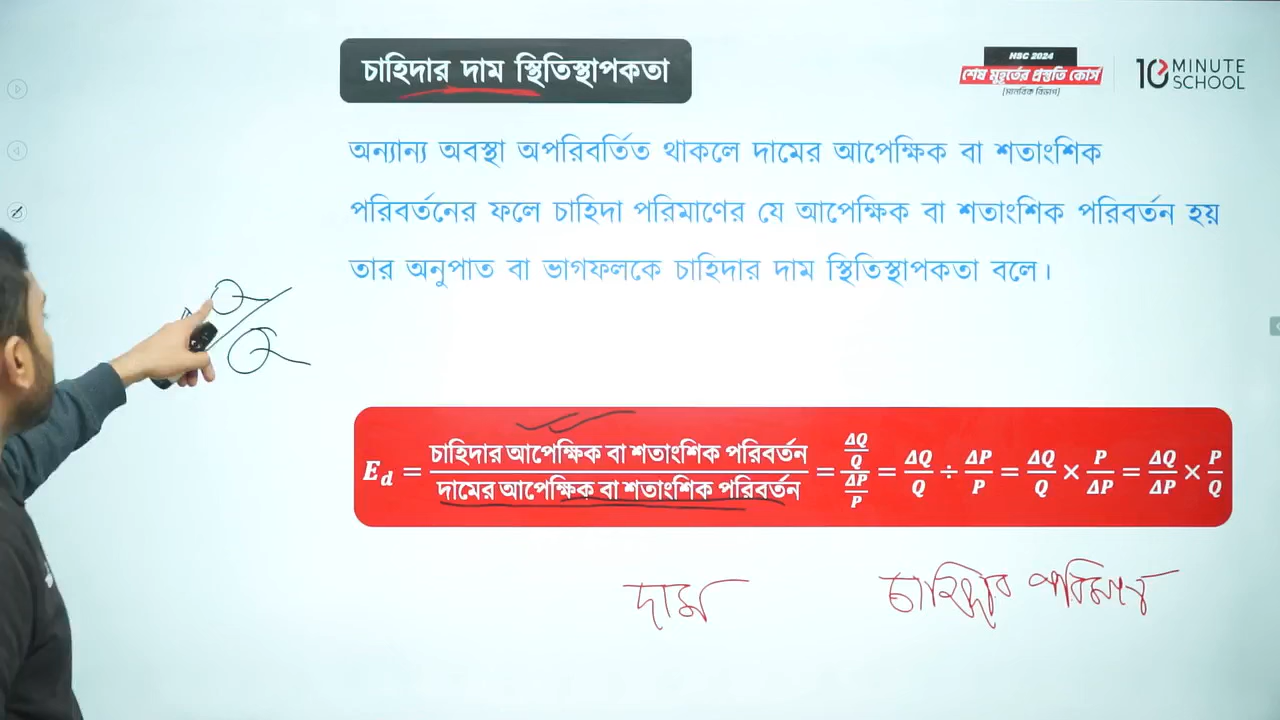 চাহিদার দাম স্থিতিস্থাপকতা
HSC 2024
শেষ মুহূর্তের প্রস্তুতি কোর্স
[মানবিক বিভাগ]
10 MINUTE SCHOOL
অন্যান্য অবস্থা অপরিবর্তিত থাকলে দামের আপেক্ষিক বা শতাংশিক
পরিবর্তনের ফলে চাহিদা পরিমাণের যে আপেক্ষিক বা শতাংশিক পরিবর্তন হয়
তার অনুপাত বা ভাগফলকে চাহিদার দাম স্থিতিস্থাপকতা বলে।
Q
Q
E_d = চাহিদার আপেক্ষিক বা শতাংশিক পরিবর্তন / দামের আপেক্ষিক বা শতাংশিক পরিবর্তন = (ΔQ/Q)/(ΔP/P) = ΔQ/Q ÷ ΔP/P = ΔQ/Q × P/ΔP = ΔQ/ΔP × P/Q
দাম চাহিদার পরিমাণ